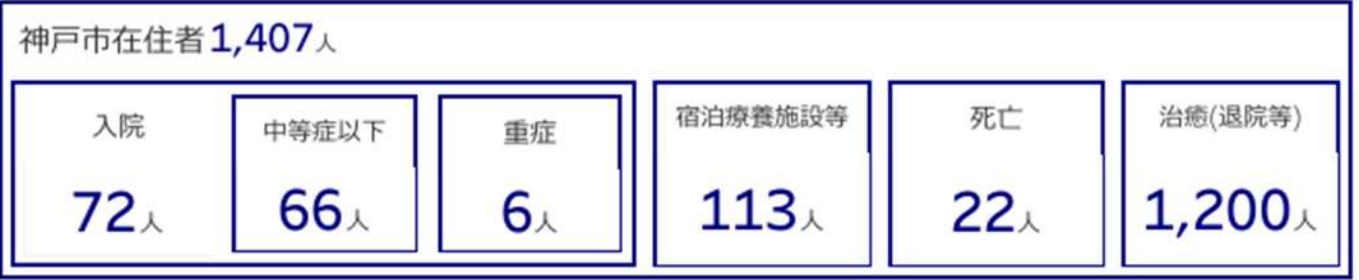 神戸市在住者1,407人
入院
72人
中等症以下
66人
重症
6人
宿泊療養施設等
113人
死亡
22人
治癒(退院等)
1,200人